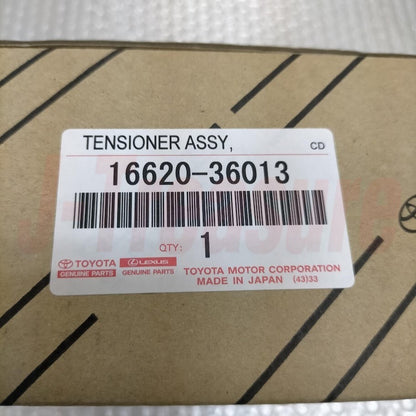 TENSIONER ASSY,
CD
16620-36013
QTY: 1
TOYOTA LEXUS TOYOTA MOTOR CORPORATION
GENUINE PARTS GENUINE PARTS MADE IN JAPAN (43)33